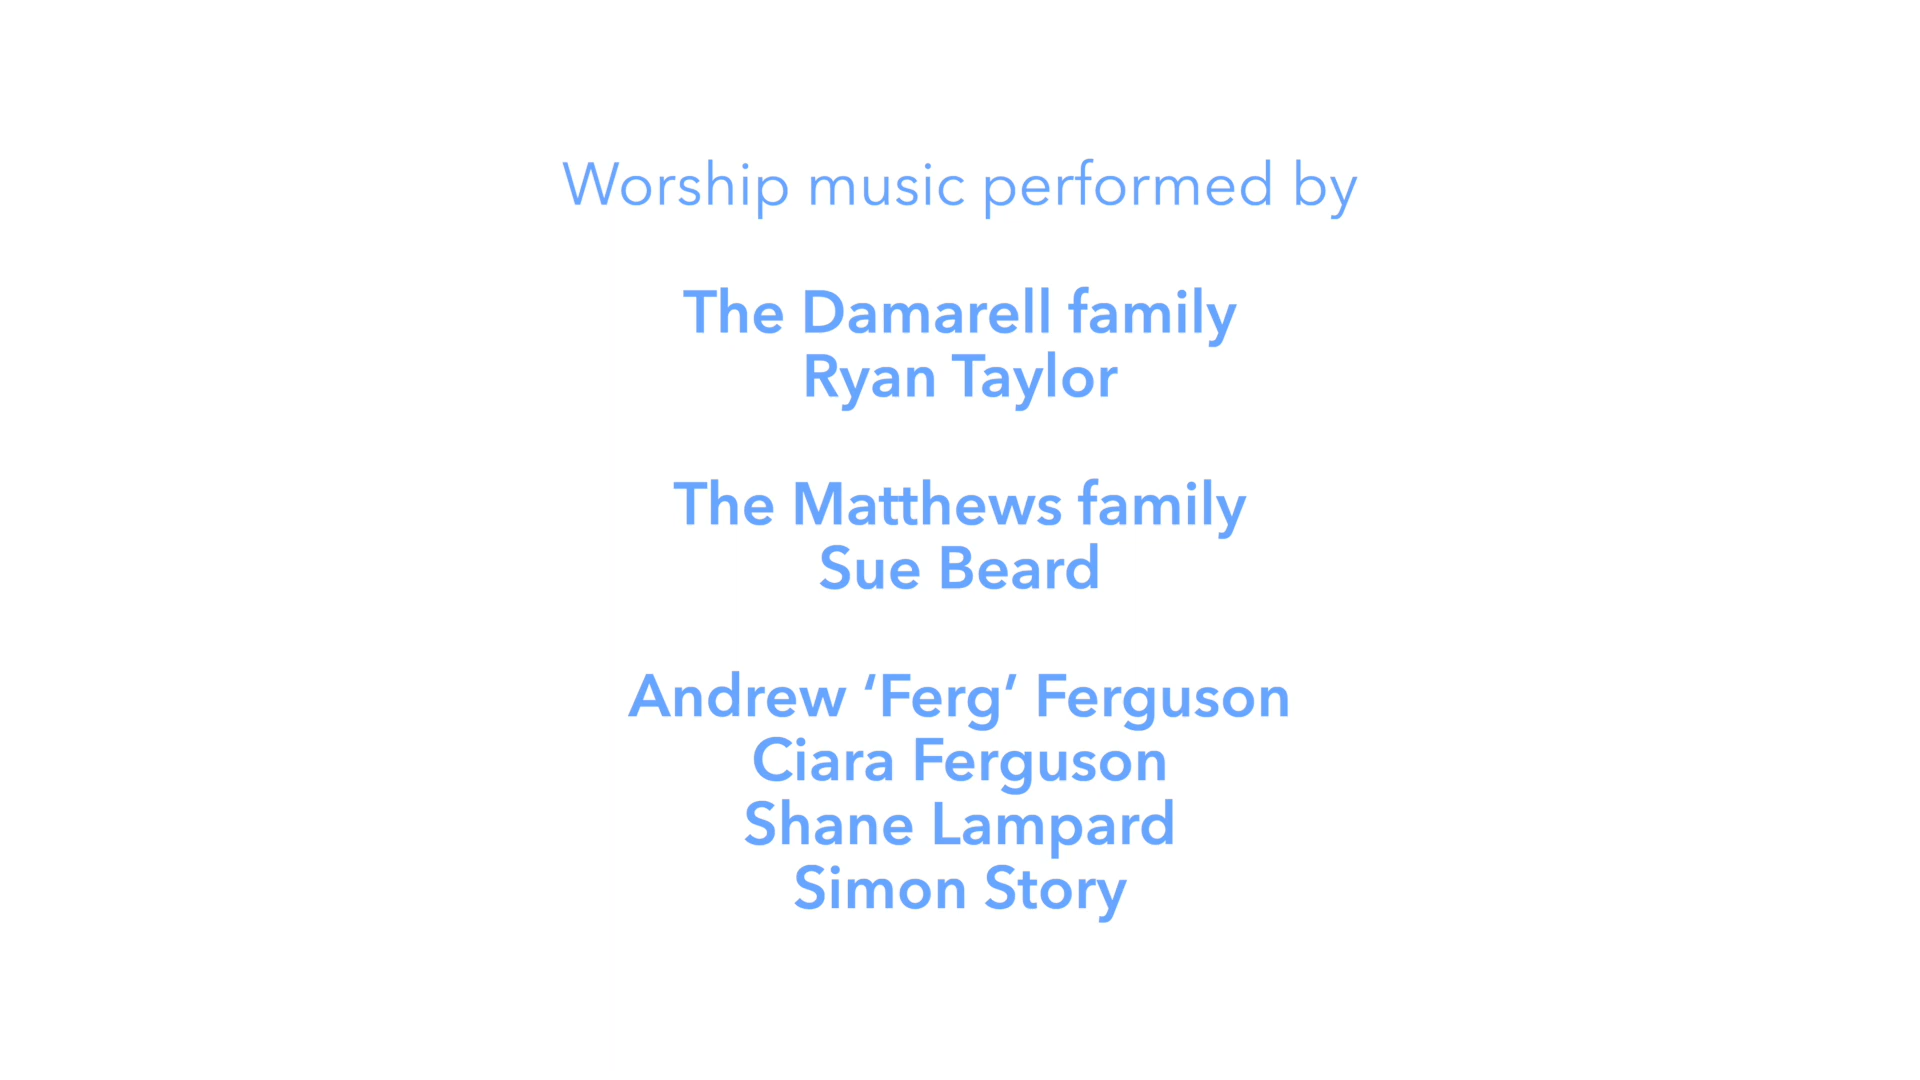 Worship music performed by
The Damarell family
Ryan Taylor
The Matthews family
Sue Beard
Andrew ‘Ferg’ Ferguson
Ciara Ferguson
Shane Lampard
Simon Story